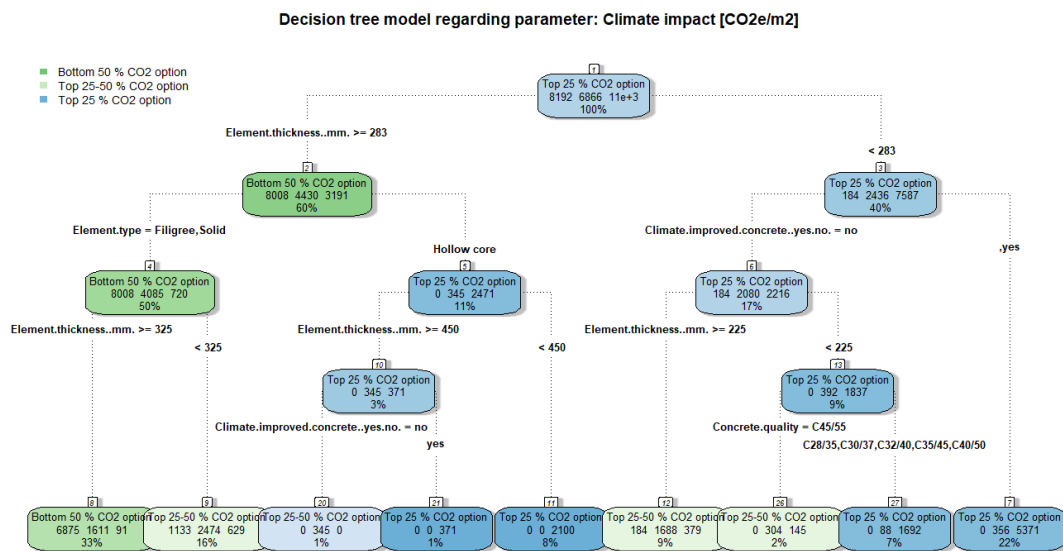 Decision tree model regarding parameter: Climate impact [CO2e/m2]
Bottom 50 % CO2 option
Top 25-50 % CO2 option
Top 25 % CO2 option
1
Top 25 % CO2 option
8192 6866 11e+3
100%
Element.thickness..mm. >= 283
< 283
2
Bottom 50 % CO2 option
8008 4430 3191
60%
3
Top 25 % CO2 option
184 2436 7587
40%
Element.type = Filigree,Solid
Hollow core
Climate.improved.concrete..yes.no. = no
,yes
4
Bottom 50 % CO2 option
8008 4085 720
50%
5
Top 25 % CO2 option
0 345 2471
11%
6
Top 25 % CO2 option
184 2080 2216
17%
Element.thickness..mm. >= 325
< 325
Element.thickness..mm. >= 450
< 450
Element.thickness..mm. >= 225
< 225
10
Top 25 % CO2 option
0 345 371
3%
13
Top 25 % CO2 option
0 392 1837
9%
Climate.improved.concrete..yes.no. = no
yes
Concrete.quality = C45/55
C28/35,C30/37,C32/40,C35/45,C40/50
8
Bottom 50 % CO2 option
6875 1611 91
33%
9
Top 25-50 % CO2 option
1133 2474 629
16%
20
Top 25-50 % CO2 option
0 345 0
1%
21
Top 25 % CO2 option
0 0 371
1%
11
Top 25 % CO2 option
0 0 2100
8%
12
Top 25-50 % CO2 option
184 1688 379
9%
26
Top 25-50 % CO2 option
0 304 145
2%
27
Top 25 % CO2 option
0 88 1692
7%
7
Top 25 % CO2 option
0 356 5371
22%